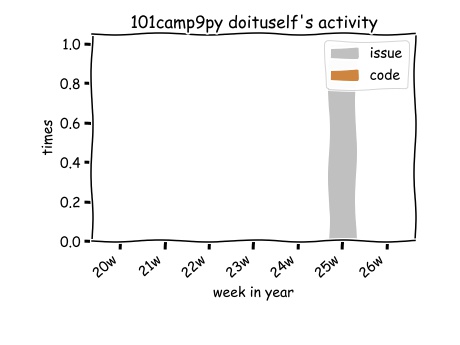 101camp9py doituself's activity
issue
code
1.0
0.8
0.6
0.4
0.2
0.0
times
20w 21w 22w 23w 24w 25w 26w
week in year